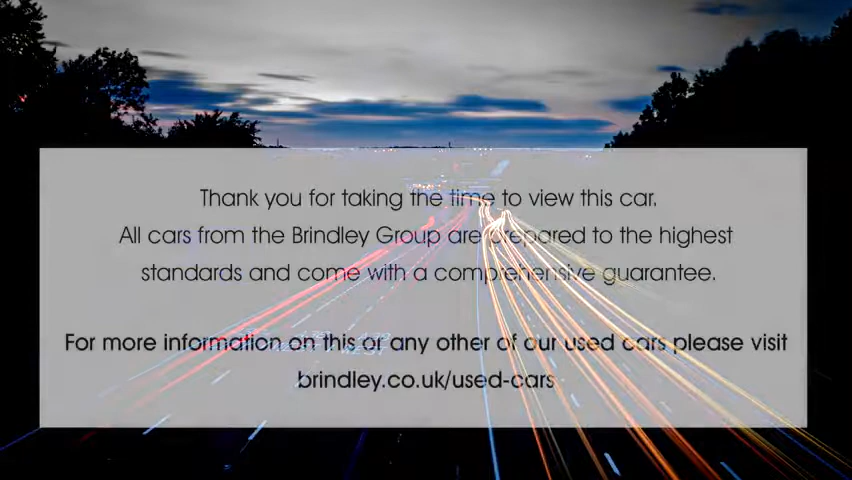 Thank you for taking the time to view this car.
All cars from the Brindley Group are prepared to the highest
standards and come with a comprehensive guarantee.
For more information on this or any other of our used cars please visit
brindley.co.uk/used-cars